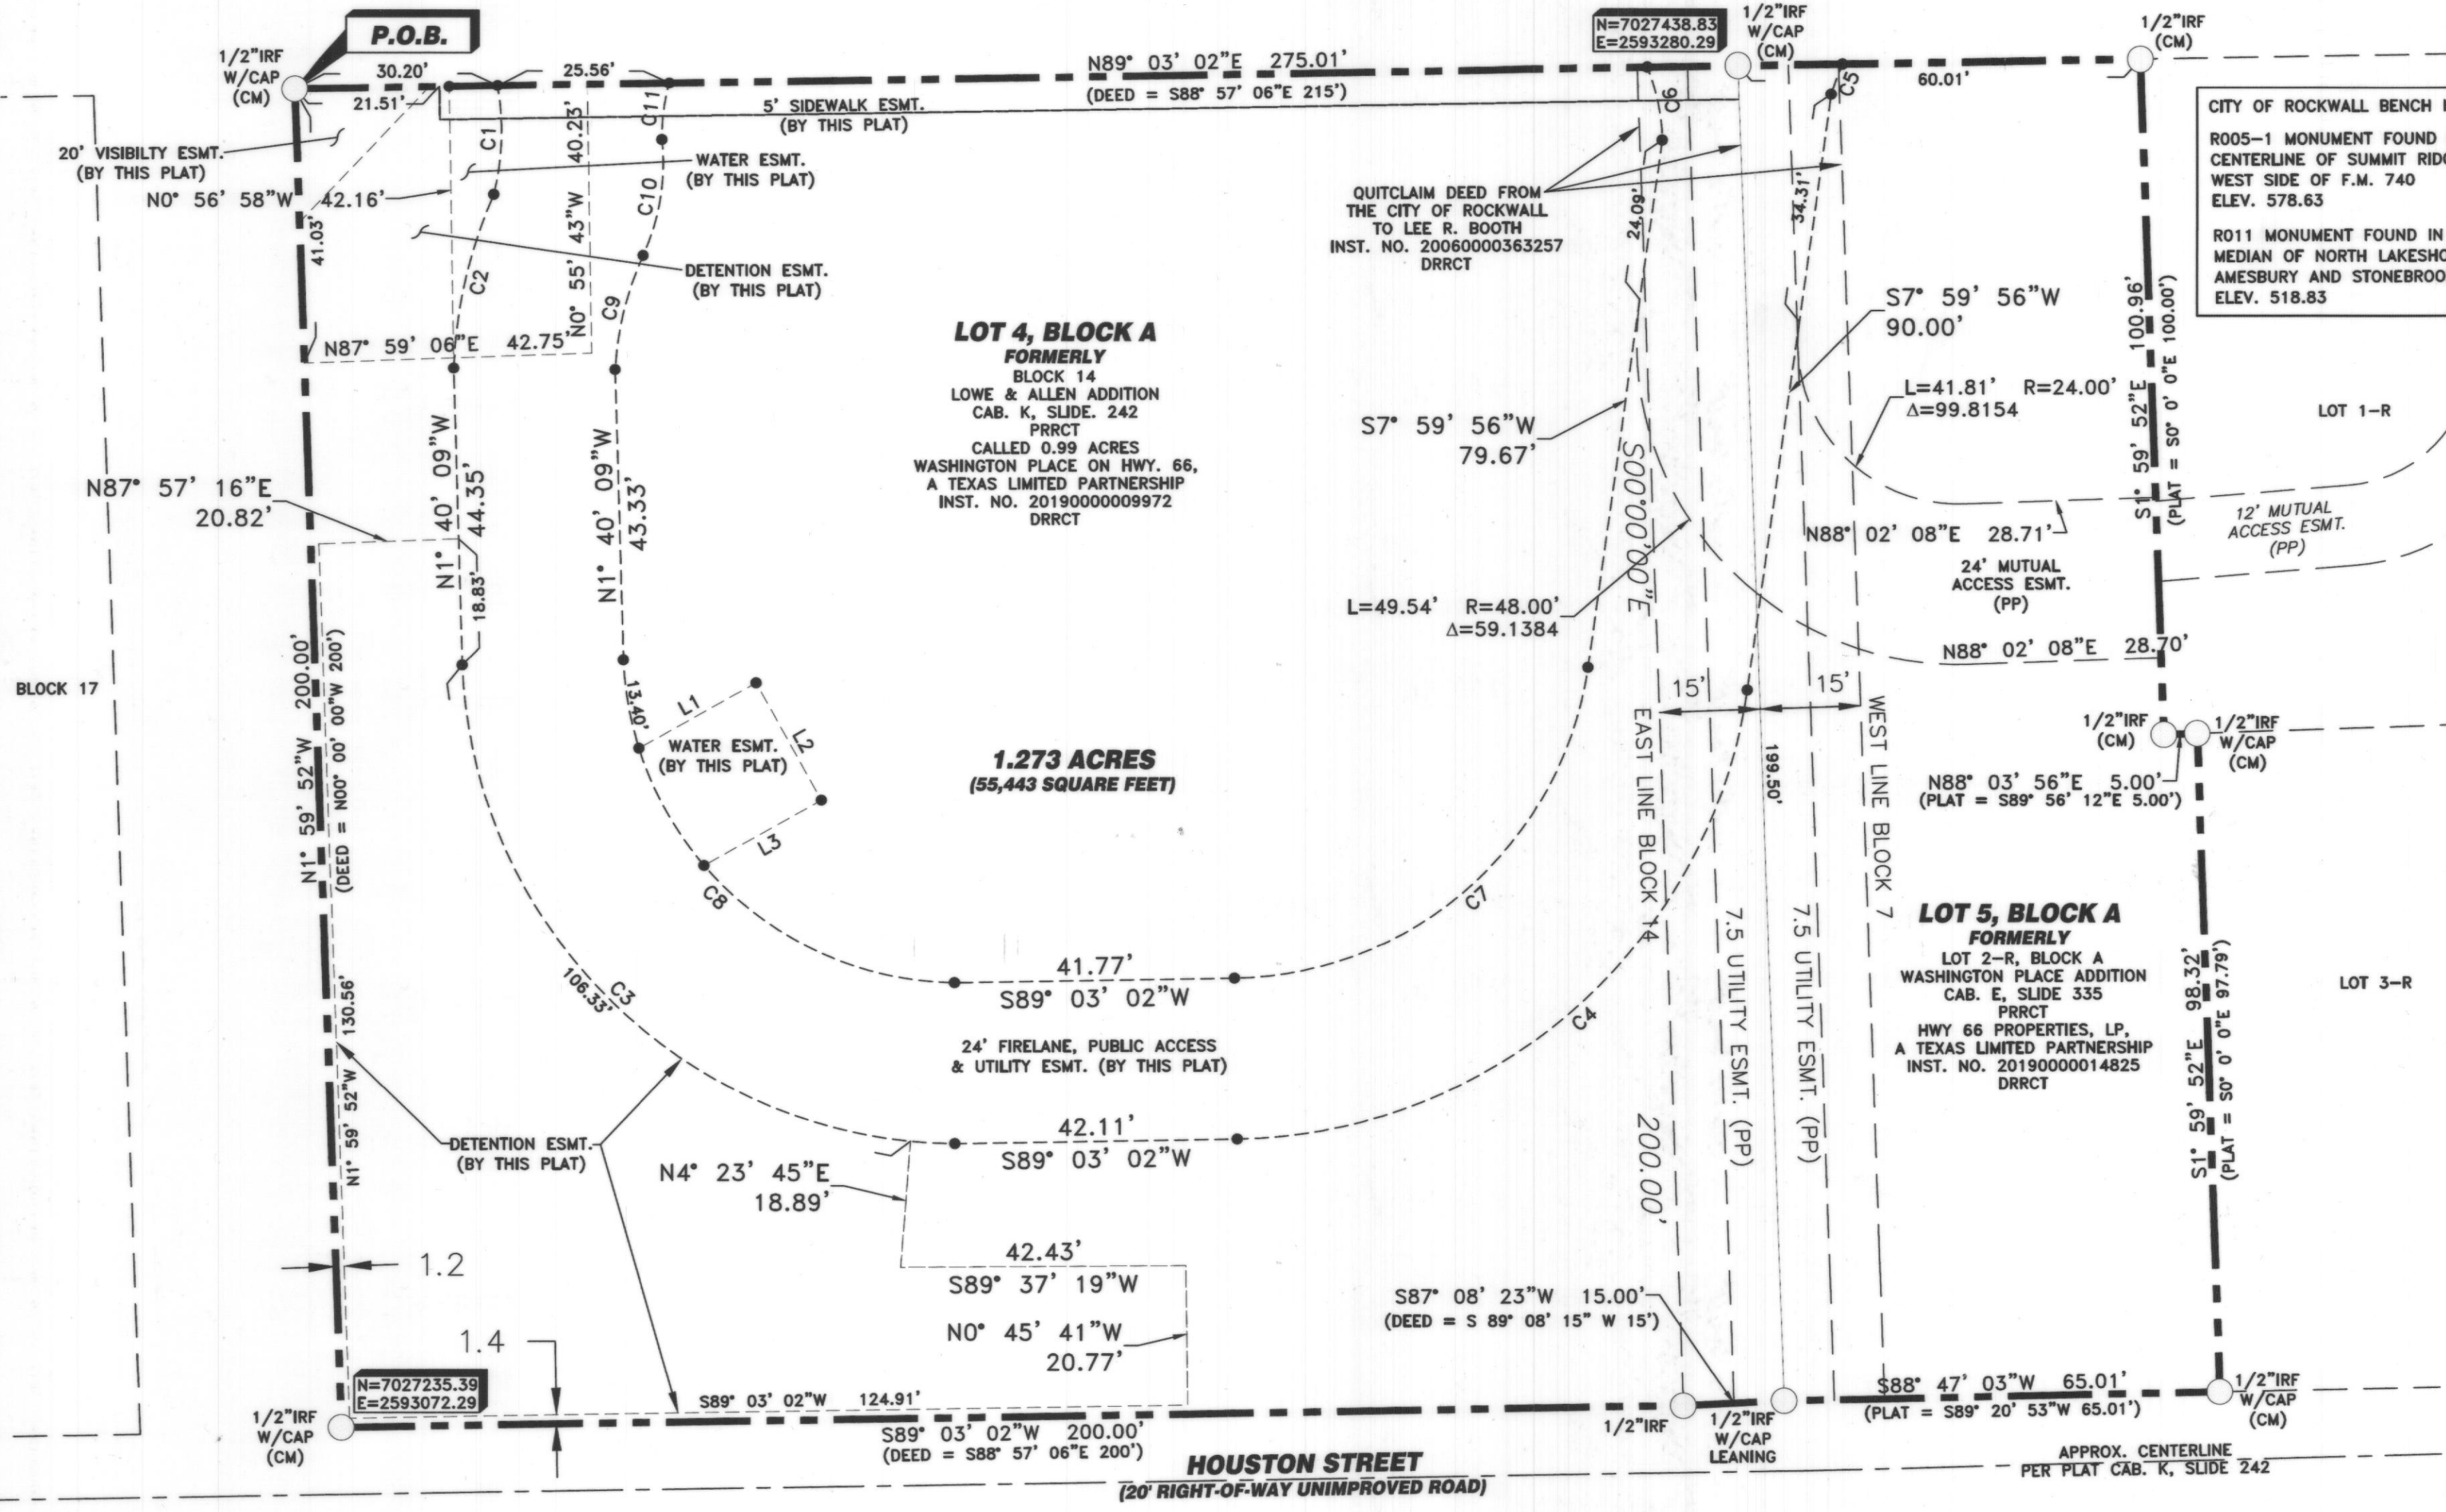 P.O.B.
1/2"IRF
W/CAP
(CM)
30.20'
25.56'
21.51'
N89° 03' 02"E 275.01'
(DEED = S88° 57' 06"E 215')
N=7027438.83
E=2593280.29
1/2"IRF
W/CAP
(CM)
60.01'
1/2"IRF
(CM)
5' SIDEWALK ESMT.
(BY THIS PLAT)
20' VISIBILTY ESMT.
(BY THIS PLAT)
N0° 56' 58"W 42.16'
41.03'
C1
C2
WATER ESMT.
(BY THIS PLAT)
N0° 55' 43"W 40.23'
DETENTION ESMT.
(BY THIS PLAT)
C11
C10
C9
C6
C5
24.09'
34.31'
QUITCLAIM DEED FROM
THE CITY OF ROCKWALL
TO LEE R. BOOTH
INST. NO. 20060000363257
DRRCT
CITY OF ROCKWALL BENCH
R005-1 MONUMENT FOUND
CENTERLINE OF SUMMIT
WEST SIDE OF F.M. 740
ELEV. 578.63
R011 MONUMENT FOUND IN
MEDIAN OF NORTH
AMESBURY AND
ELEV. 518.83
N87° 59' 06"E 42.75'
LOT 4, BLOCK A
FORMERLY
BLOCK 14
LOWE & ALLEN ADDITION
CAB. K, SLIDE. 242
PRRCT
CALLED 0.99 ACRES
WASHINGTON PLACE ON HWY. 66,
A TEXAS LIMITED PARTNERSHIP
INST. NO. 20190000009972
DRRCT
S7° 59' 56"W
90.00'
S7° 59' 56"W
79.67'
L=41.81' R=24.00'
Δ=99.8154
S1° 59' 52"E 100.96'
(PLAT = S0° 0' 0"E 100.00')
LOT 1-R
12' MUTUAL
ACCESS ESMT.
(PP)
N87° 57' 16"E
20.82'
N1° 40' 09"W
44.35'
18.83'
N1° 40' 09"W
43.33'
S00°00'00"E
N88° 02' 08"E 28.71'
24' MUTUAL
ACCESS ESMT.
(PP)
L=49.54' R=48.00'
Δ=59.1384
N88° 02' 08"E 28.70'
BLOCK 17
N1° 59' 52"W 200.00'
(DEED = N00° 00' 00"W 200')
13.40'
L1
L2
L3
WATER ESMT.
(BY THIS PLAT)
1.273 ACRES
(55,443 SQUARE FEET)
15'
15'
EAST LINE BLOCK 14
199.50'
WEST LINE BLOCK 7
1/2"IRF
(CM)
1/2"IRF
W/CAP
(CM)
N88° 03' 56"E 5.00'
(PLAT = S89° 56' 12"E 5.00')
C8
C7
C3
106.33'
C4
41.77'
S89° 03' 02"W
24' FIRELANE, PUBLIC ACCESS
& UTILITY ESMT. (BY THIS PLAT)
42.11'
S89° 03' 02"W
7.5 UTILITY ESMT. (PP)
7.5 UTILITY ESMT. (PP)
200.00'
LOT 5, BLOCK A
FORMERLY
LOT 2-R, BLOCK A
WASHINGTON PLACE ADDITION
CAB. E, SLIDE 335
PRRCT
HWY 66 PROPERTIES, LP,
A TEXAS LIMITED PARTNERSHIP
INST. NO. 20190000014825
DRRCT
S1° 59' 52"E 98.32'
(PLAT = S0° 0' 0"E 97.79')
LOT 3-R
N1° 59' 52"W 130.56'
DETENTION ESMT.
(BY THIS PLAT)
N4° 23' 45"E
18.89'
42.43'
S89° 37' 19"W
N0° 45' 41"W
20.77'
1.2
1.4
S87° 08' 23"W 15.00'
(DEED = S 89° 08' 15" W 15')
N=7027235.39
E=2593072.29
1/2"IRF
W/CAP
(CM)
S89° 03' 02"W 124.91'
S89° 03' 02"W 200.00'
(DEED = S88° 57' 06"E 200')
1/2"IRF
1/2"IRF
W/CAP
LEANING
S88° 47' 03"W 65.01'
(PLAT = S89° 20' 53"W 65.01')
1/2"IRF
W/CAP
(CM)
HOUSTON STREET
(20' RIGHT-OF-WAY UNIMPROVED ROAD)
APPROX. CENTERLINE
PER PLAT CAB. K, SLIDE 242